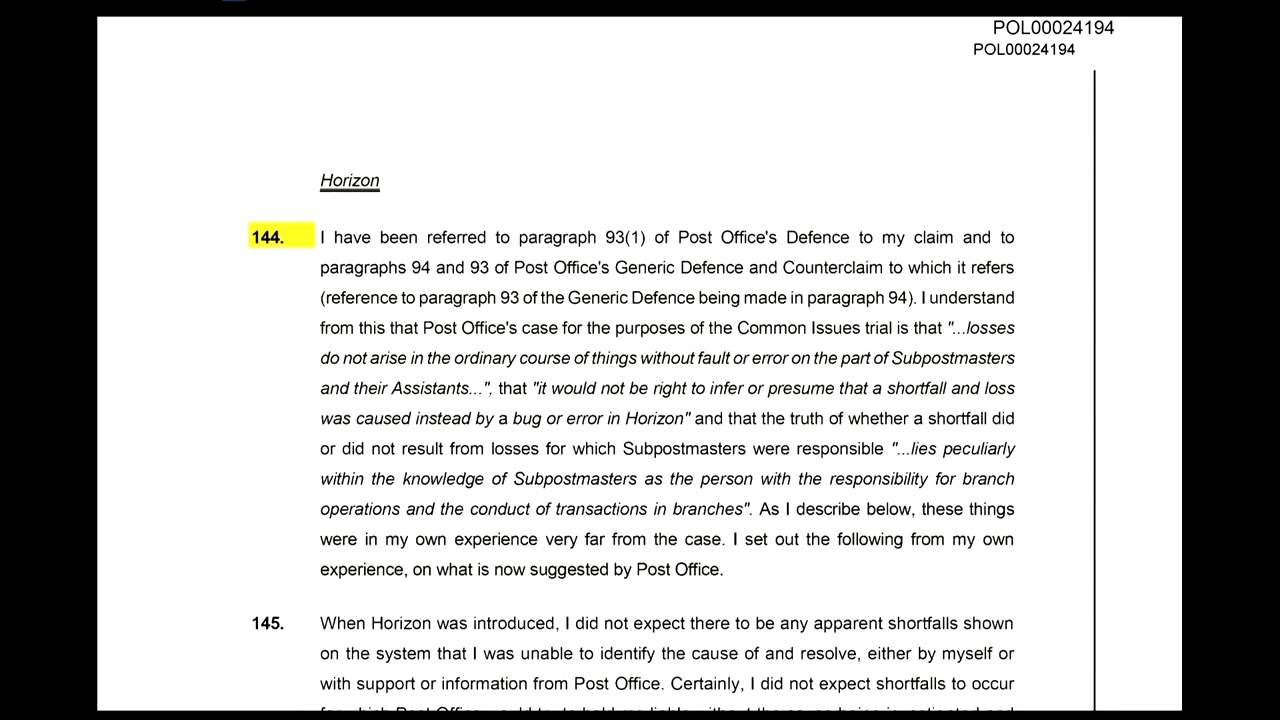 POL00024194
POL00024194
Horizon
144. I have been referred to paragraph 93(1) of Post Office's Defence to my claim and to
paragraphs 94 and 93 of Post Office's Generic Defence and Counterclaim to which it refers
(reference to paragraph 93 of the Generic Defence being made in paragraph 94). I understand
from this that Post Office's case for the purposes of the Common Issues trial is that "...losses
do not arise in the ordinary course of things without fault or error on the part of Subpostmasters
and their Assistants...", that "it would not be right to infer or presume that a shortfall and loss
was caused instead by a bug or error in Horizon" and that the truth of whether a shortfall did
or did not result from losses for which Subpostmasters were responsible "...lies peculiarly
within the knowledge of Subpostmasters as the person with the responsibility for branch
operations and the conduct of transactions in branches". As I describe below, these things
were in my own experience very far from the case. I set out the following from my own
experience, on what is now suggested by Post Office.
145. When Horizon was introduced, I did not expect there to be any apparent shortfalls shown
on the system that I was unable to identify the cause of and resolve, either by myself or
with support or information from Post Office. Certainly, I did not expect shortfalls to occur